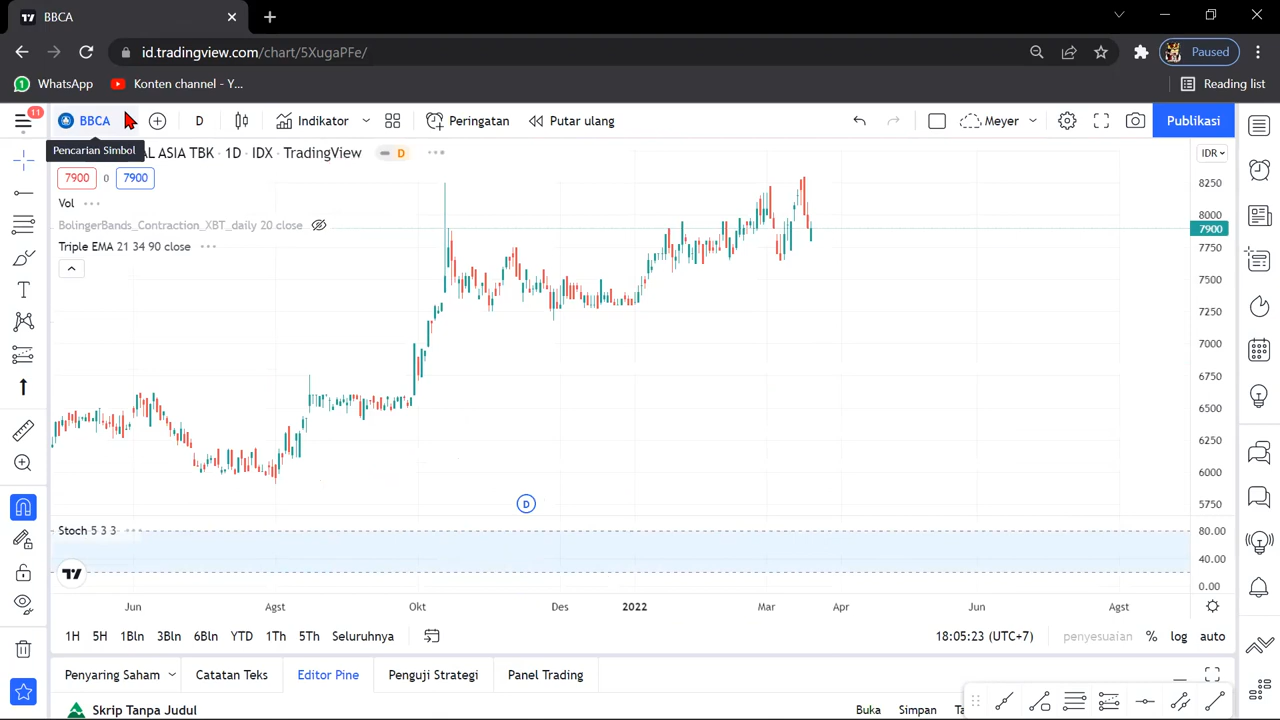 BBCA
id.tradingview.com/chart/5XugaPFe/
Paused
WhatsApp
Konten channel - Y...
Reading list
11
BBCA
D
Indikator
Peringatan
Putar ulang
Meyer
Publikasi
Pencarian Simbol
AL ASIA TBK · 1D · IDX · TradingView
D
IDR
7900 0 7900
Vol
BolingerBands_Contraction_XBT_daily 20 close
Triple EMA 21 34 90 close
8250
8000
7900
7750
7500
7250
7000
6750
6500
6250
6000
5750
D
Stoch 5 3 3
80.00
40.00
0.00
Jun Agst Okt Des 2022 Mar Apr Jun Agst
1H 5H 1Bln 3Bln 6Bln YTD 1Th 5Th Seluruhnya
18:05:23 (UTC+7)
penyesuaian % log auto
Penyaring Saham Catatan Teks Editor Pine Penguji Strategi Panel Trading
Skrip Tanpa Judul
Buka Simpan